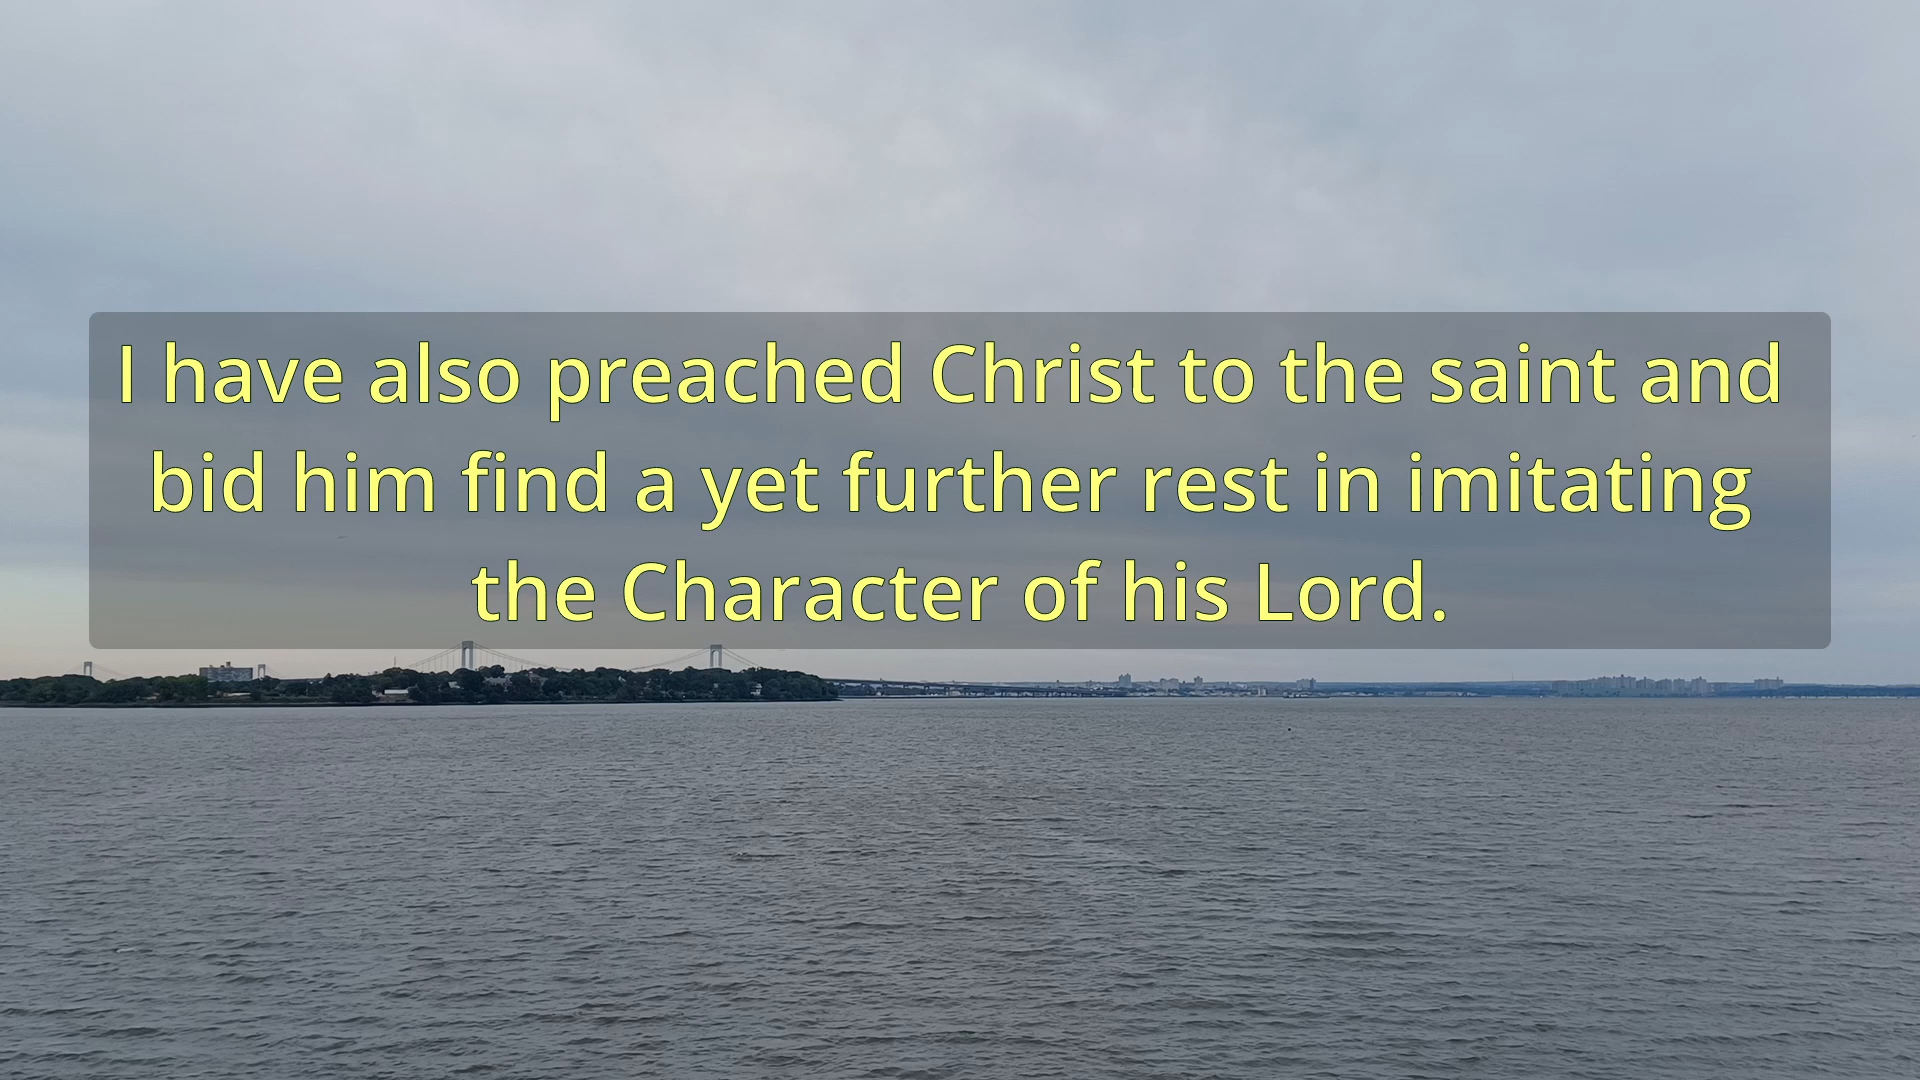 I have also preached Christ to the saint and
bid him find a yet further rest in imitating
the Character of his Lord.